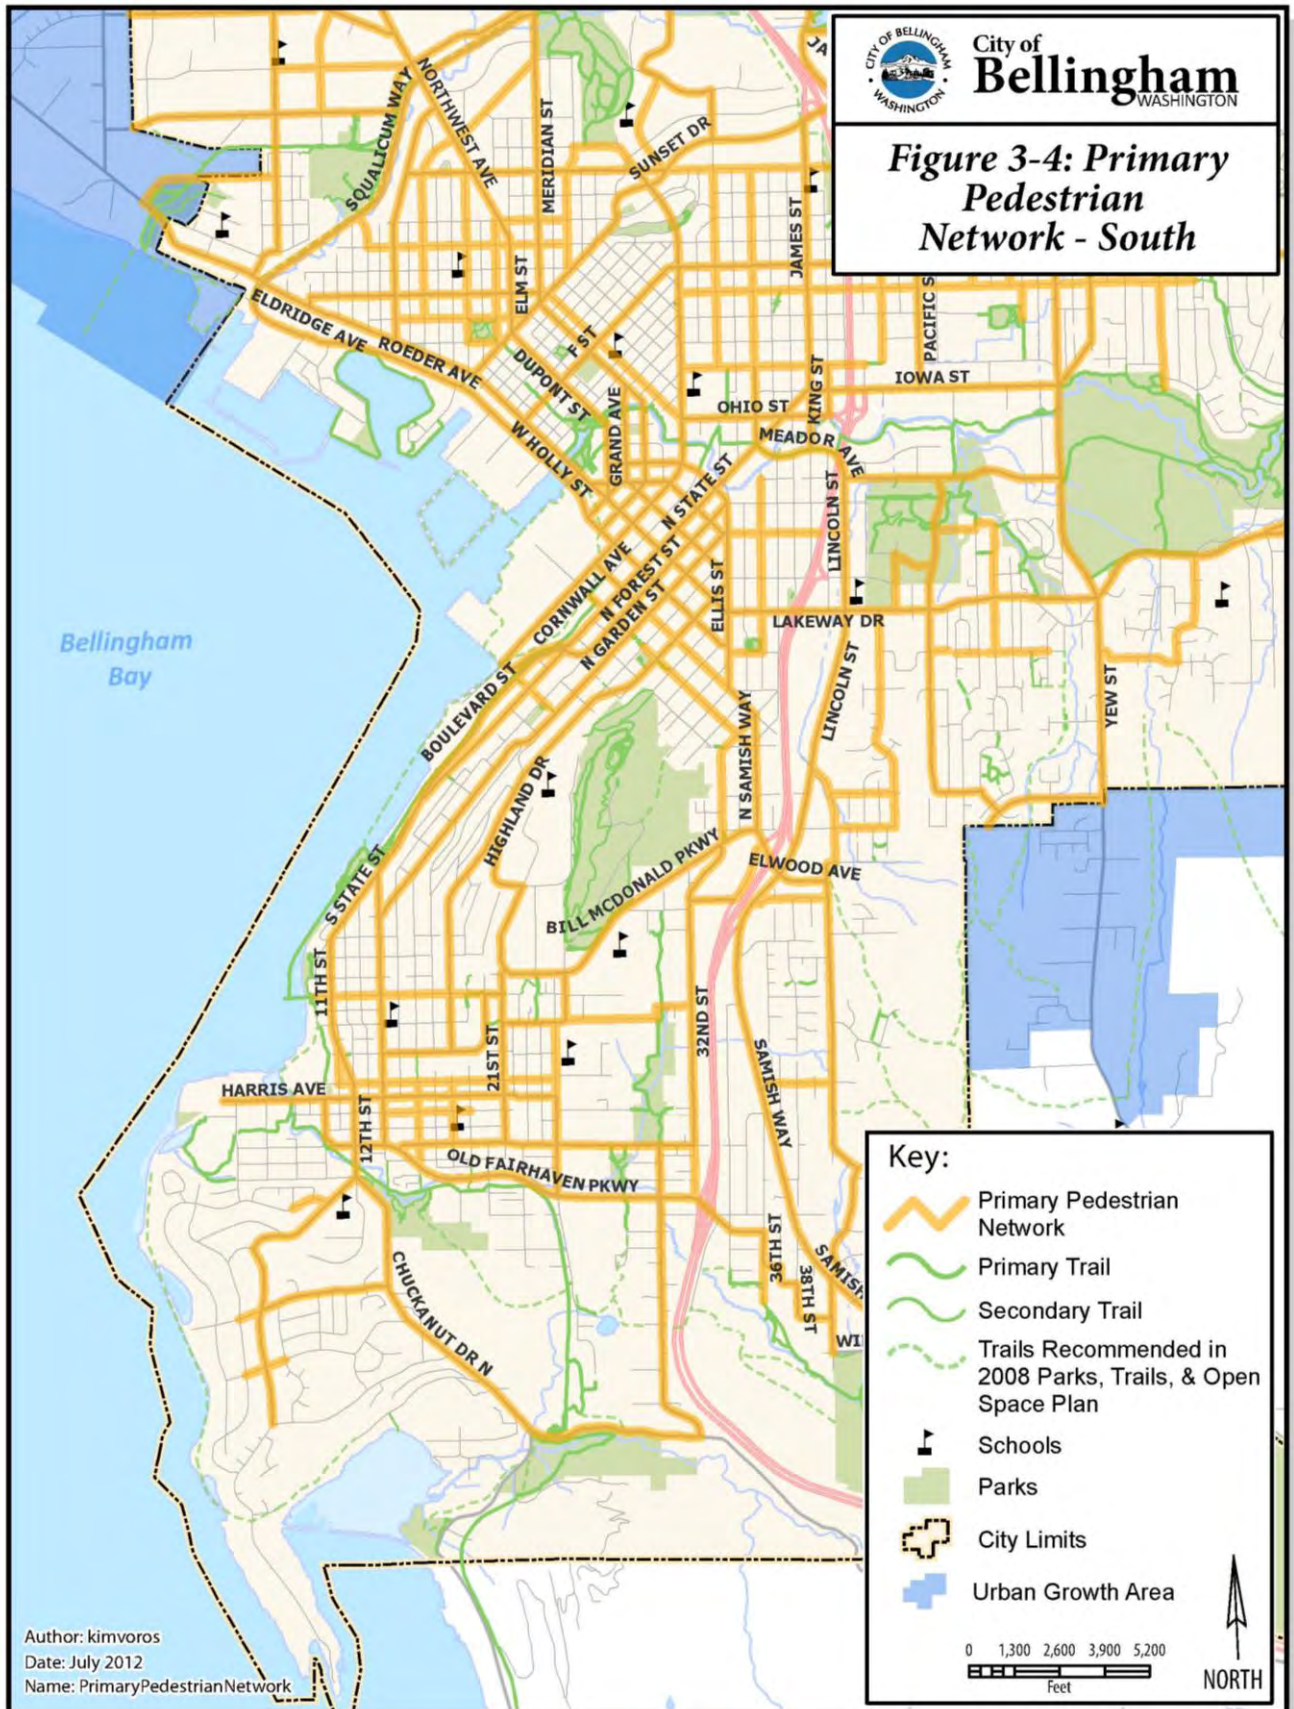 CITY OF BELLINGHAM
WASHINGTON
City of
Bellingham
WASHINGTON
Figure 3-4: Primary
Pedestrian
Network - South
JA
NORTHWEST AVE
SQUALICUM WAY
MERIDIAN ST
SUNSET DR
JAMES ST
ELM ST
PACIFIC S
ELDRIDGE AVE
ROEDER AVE
F ST
DUPONT ST
IOWA ST
KING ST
OHIO ST
GRAND AVE
MEADOR AVE
W HOLLY ST
N STATE ST
LINCOLN ST
CORNWALL AVE
N FOREST ST
N GARDEN ST
ELLIS ST
LAKEWAY DR
Bellingham
Bay
BOULEVARD ST
LINCOLN ST
YEW ST
N SAMISH WAY
HIGHLAND DR
S STATE ST
BILL MCDONALD PKWY
ELWOOD AVE
11TH ST
21ST ST
32ND ST
SAMISH WAY
HARRIS AVE
12TH ST
OLD FAIRHAVEN PKWY
36TH ST
38TH ST
SAMISH
WI
CHUCKANUT DR N
Key:
Primary Pedestrian
Network
Primary Trail
Secondary Trail
Trails Recommended in
2008 Parks, Trails, & Open
Space Plan
Schools
Parks
City Limits
Urban Growth Area
0 1,300 2,600 3,900 5,200
Feet
NORTH
Author: kimvoros
Date: July 2012
Name: PrimaryPedestrianNetwork